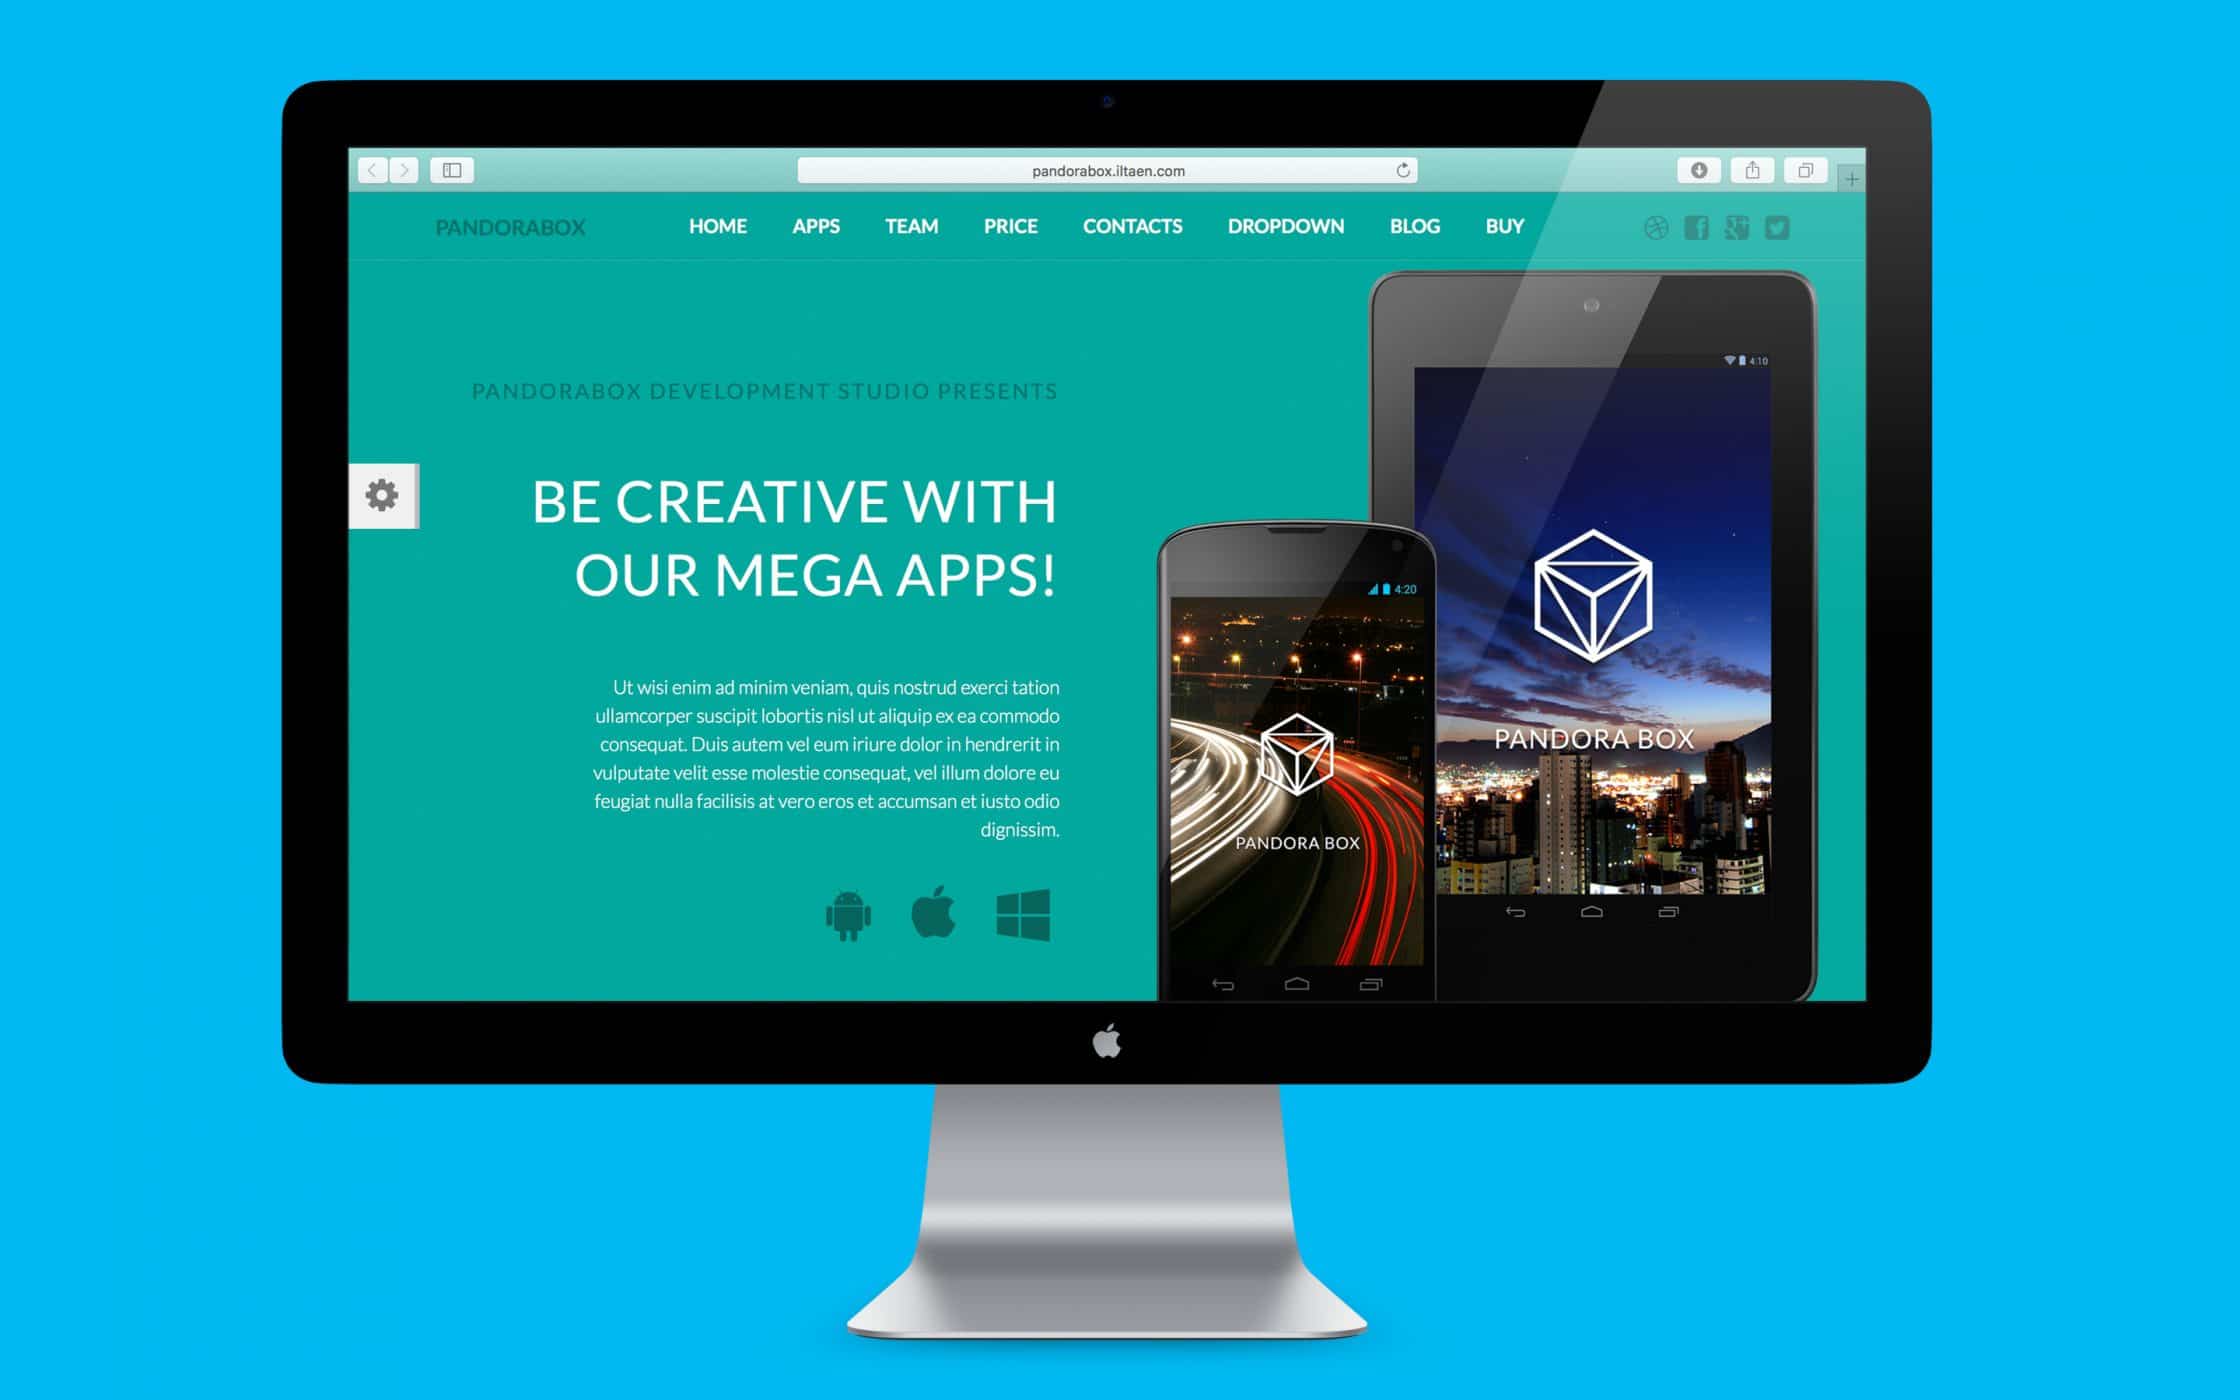 pandorabox.iltaen.com
PANDORABOX HOME APPS TEAM PRICE CONTACTS DROPDOWN BLOG BUY
PANDORABOX DEVELOPMENT STUDIO PRESENTS
BE CREATIVE WITH
OUR MEGA APPS!
Ut wisi enim ad minim veniam, quis nostrud exerci tation
ullamcorper suscipit lobortis nisl ut aliquip ex ea commodo
consequat. Duis autem vel eum iriure dolor in hendrerit in
vulputate velit esse molestie consequat, vel illum dolore eu
feugiat nulla facilisis at vero eros et accumsan et iusto odio
dignissim.
4:20
PANDORA BOX
4:10
PANDORA BOX